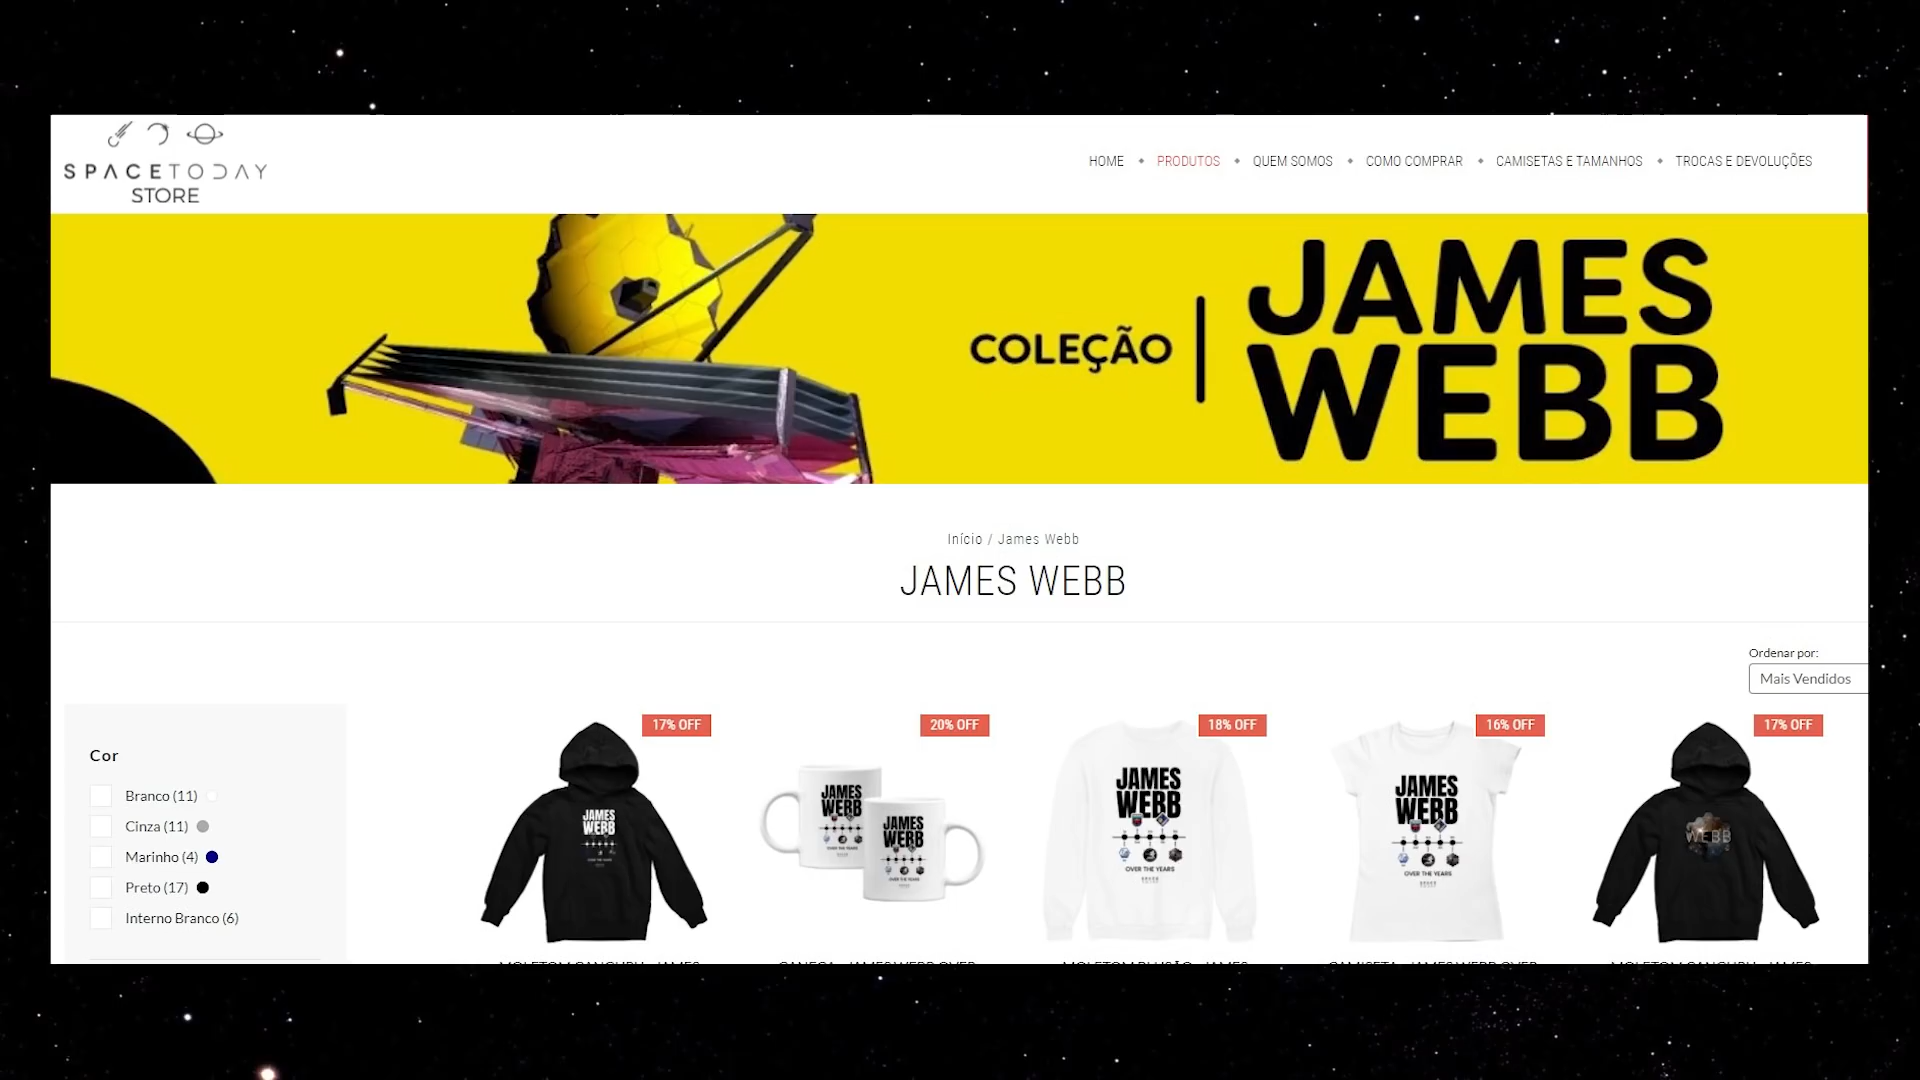 SPACETODAY
STORE
HOME
PRODUTOS
QUEM SOMOS
COMO COMPRAR
CAMISETAS E TAMANHOS
TROCAS E DEVOLUÇÕES
COLEÇÃO
JAMES
WEBB
Início / James Webb
JAMES WEBB
Ordenar por:
Mais Vendidos
Cor
Branco (11)
Cinza (11)
Marinho (4)
Preto (17)
Interno Branco (6)
17% OFF
JAMES
WEBB
20% OFF
JAMES
WEBB
JAMES
WEBB
OVER THE YEARS
18% OFF
JAMES
WEBB
OVER THE YEARS
16% OFF
JAMES
WEBB
OVER THE YEARS
17% OFF
WEBB